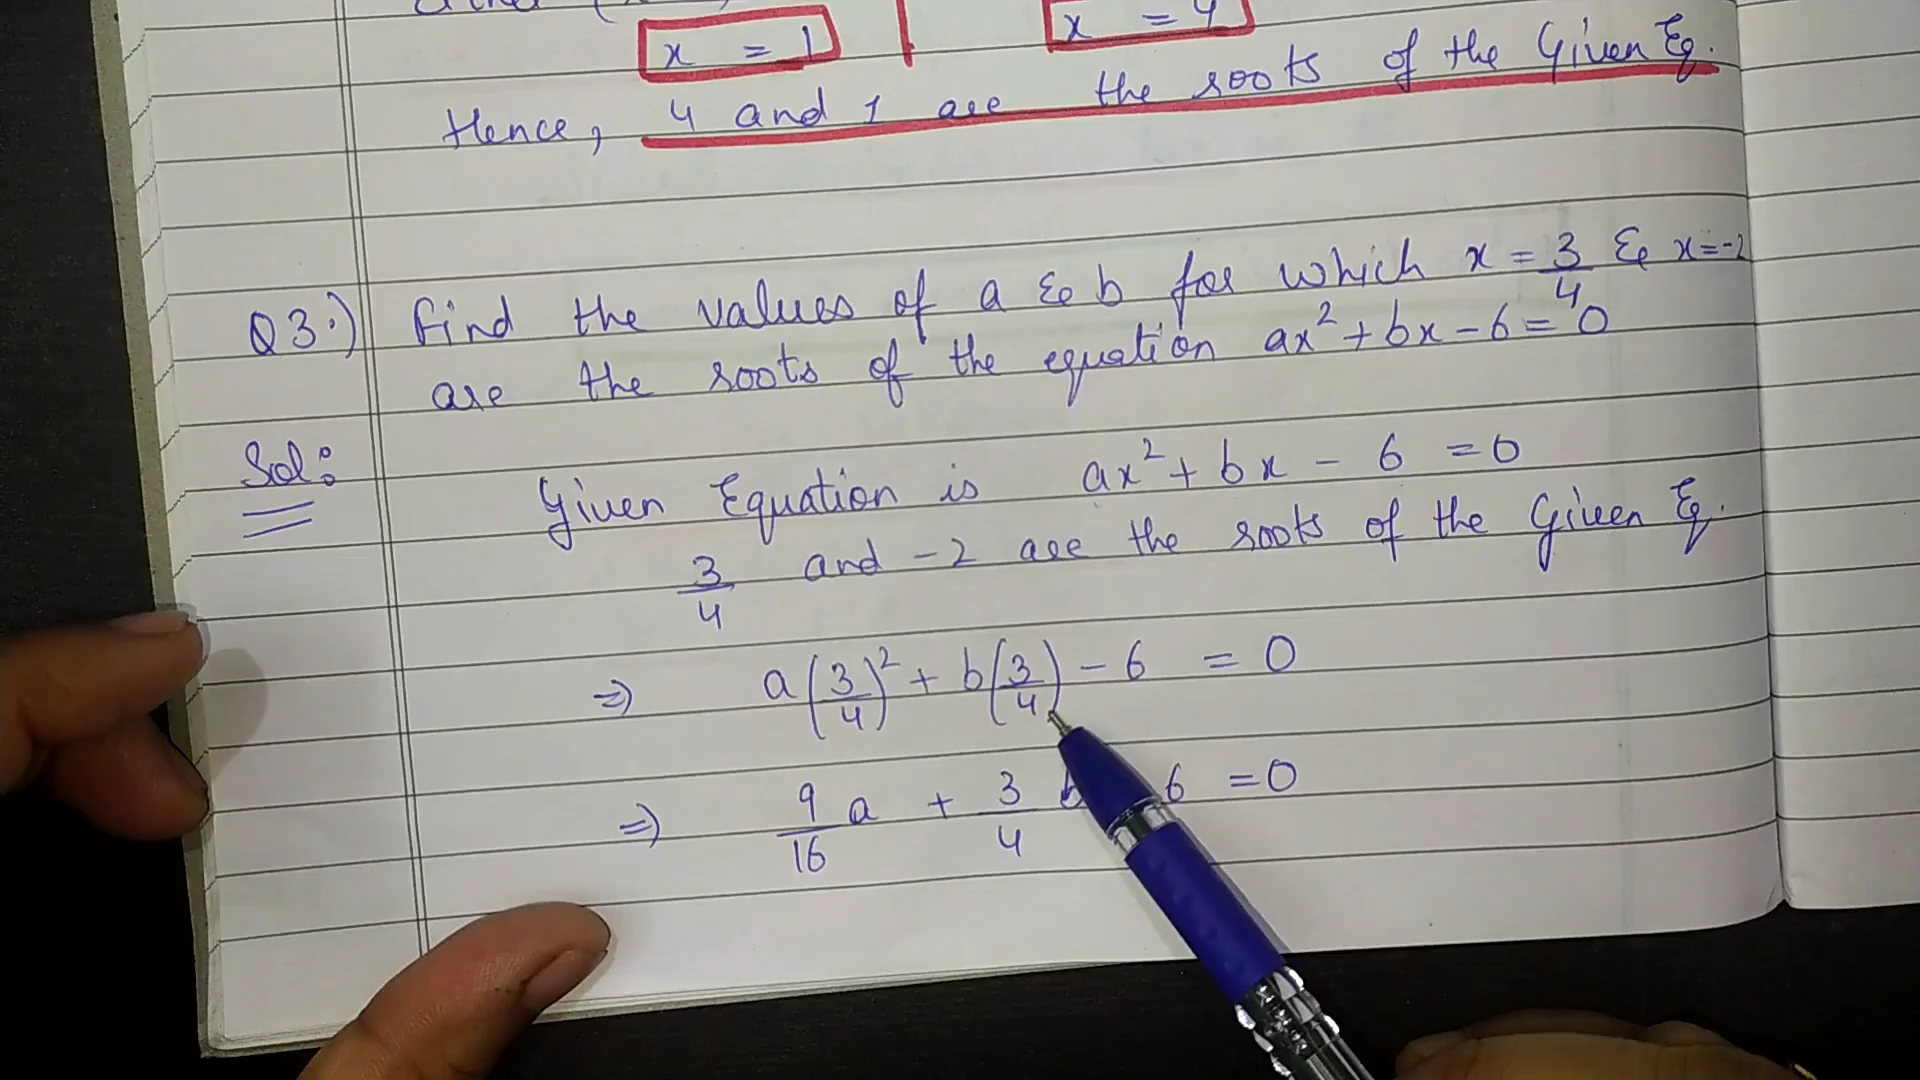 x = 1
x = 4
Hence, 4 and 1 are the roots of the Given Eq.
Q3.) Find the values of a & b for which x = 3/4 & x = -2
are the roots of the equation ax² + bx - 6 = 0
Sol:
Given Equation is ax² + bx - 6 = 0
3/4 and -2 are the roots of the Given Eq.
⇒ a(3/4)² + b(3/4) - 6 = 0
⇒ 9/16 a + 3/4 6 = 0